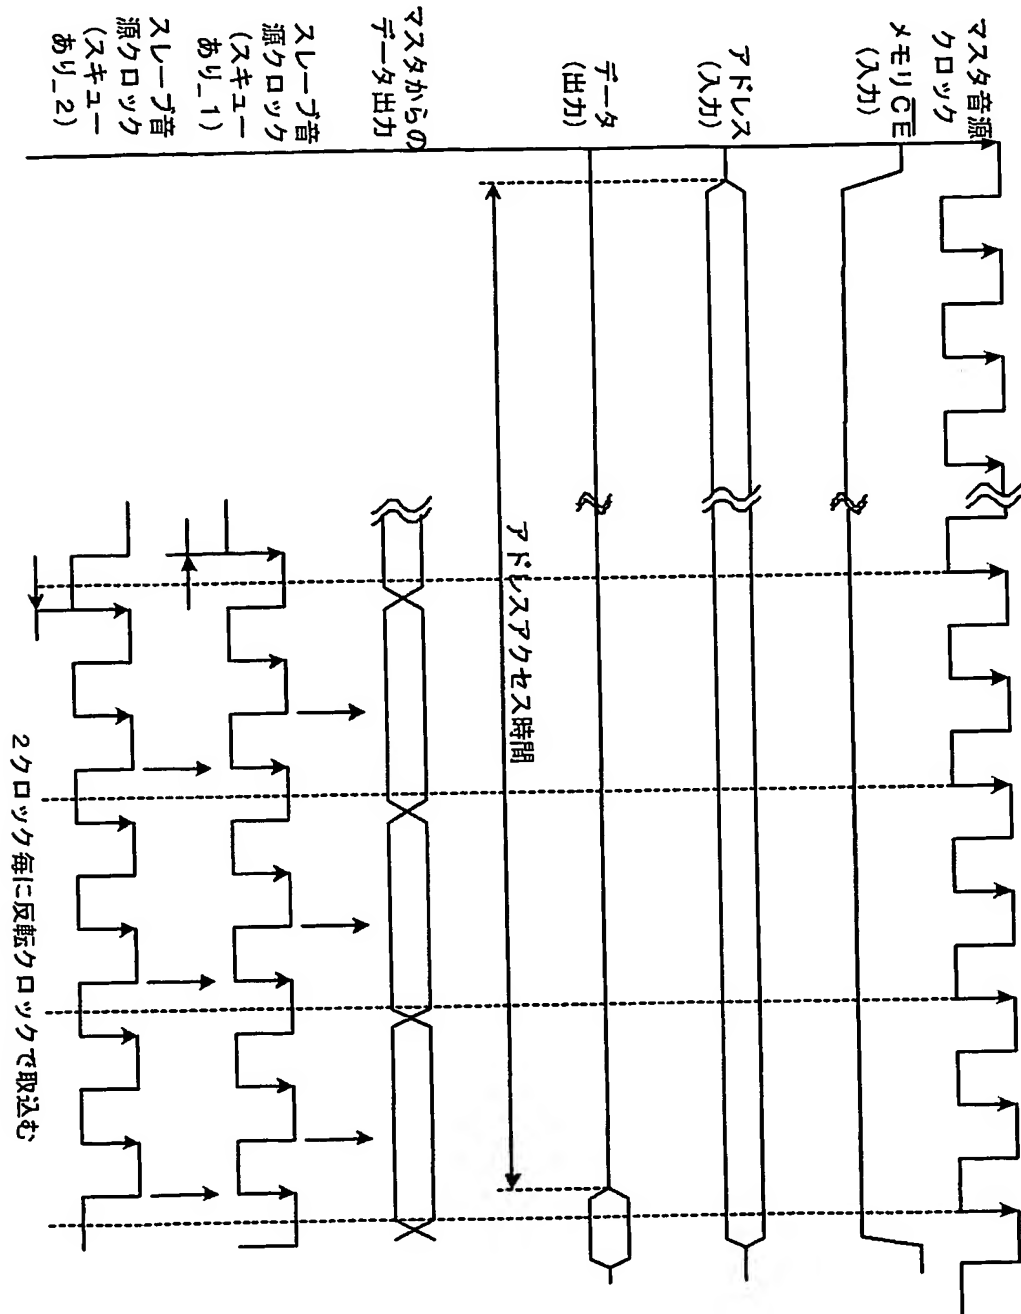 マスタ音源
クロック
メモリCE
(入力)
アドレス
(入力)
データ
(出力)
アドレスアクセス時間
マスタからの
データ出力
スレーブ音
源クロック
(スキュー
あり_1)
スレーブ音
源クロック
(スキュー
あり_2)
2クロック毎に反転クロックで取込む